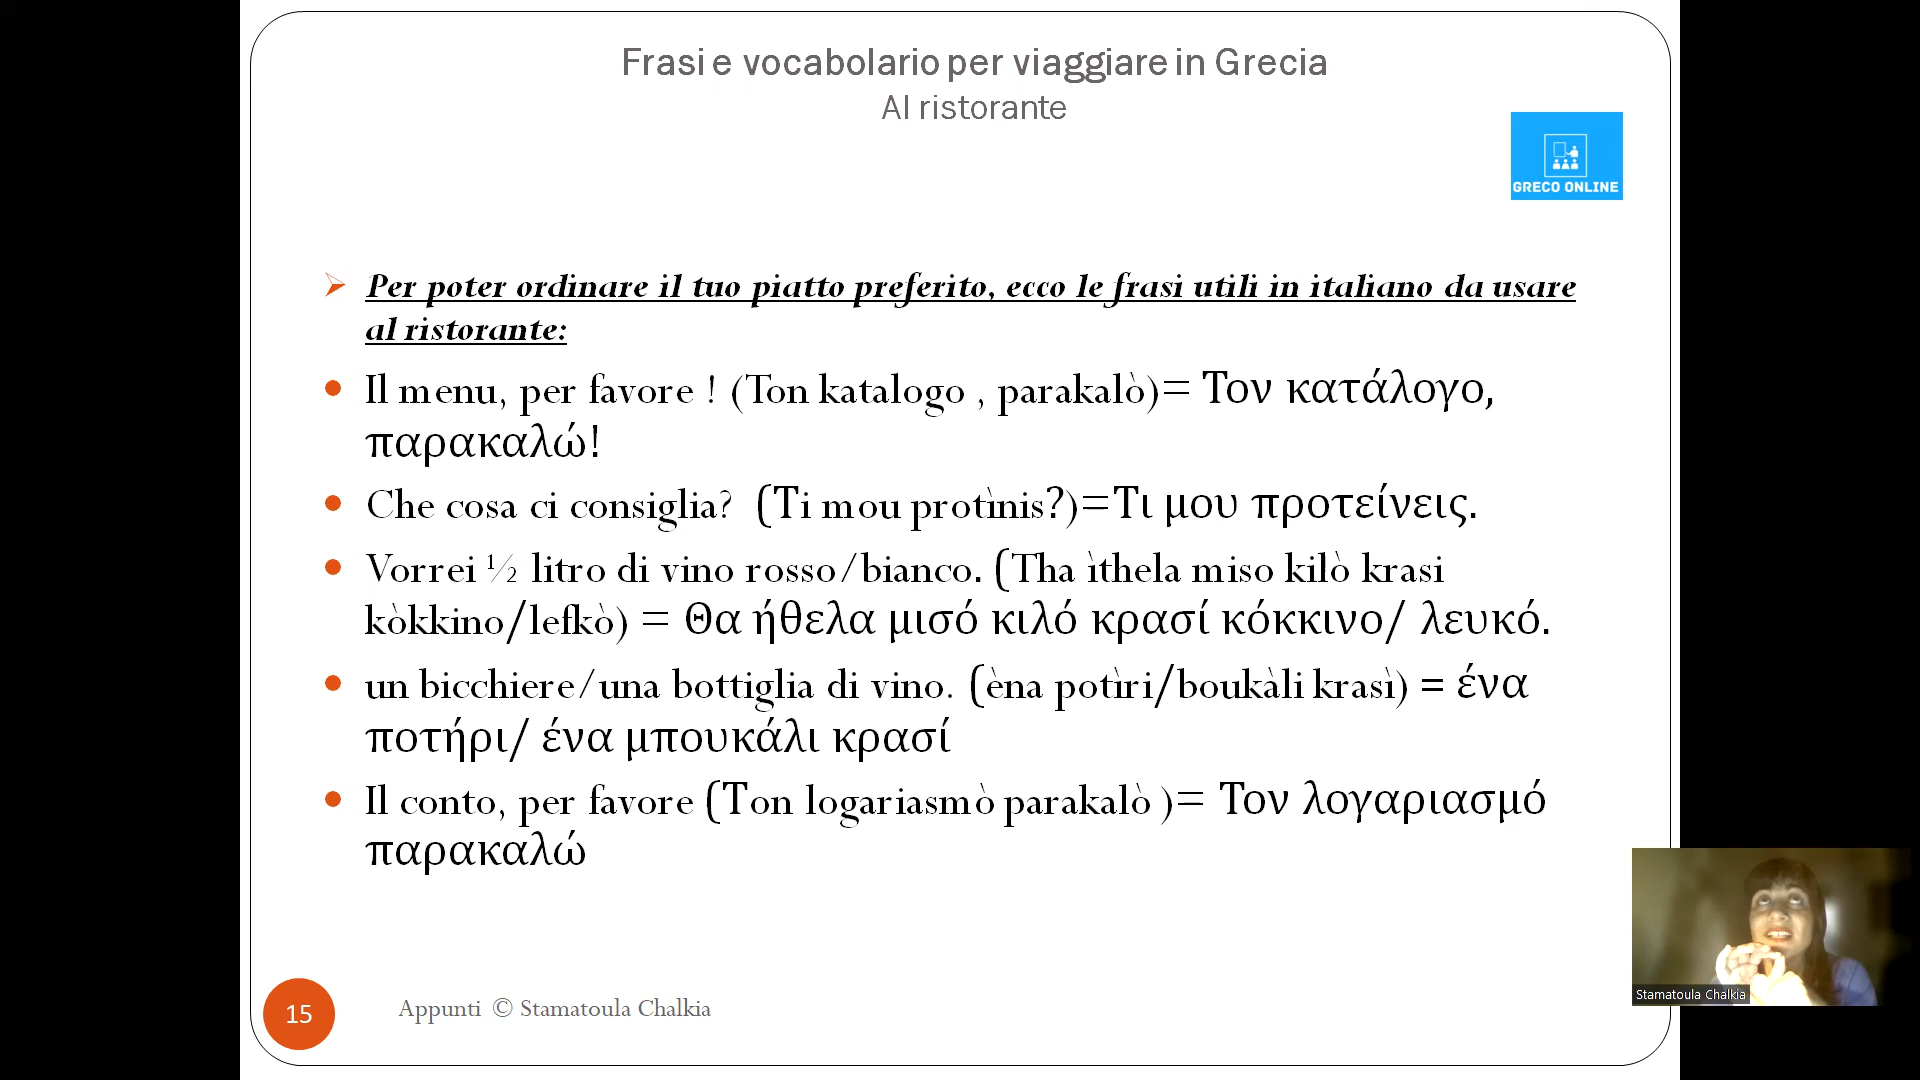 Frasi e vocabolario per viaggiare in Grecia
Al ristorante
GRECO ONLINE
➢ Per poter ordinare il tuo piatto preferito, ecco le frasi utili in italiano da usare
al ristorante:
• Il menu, per favore ! (Ton katalogo , parakalò)= Τον κατάλογο,
παρακαλώ!
• Che cosa ci consiglia? (Ti mou protìnis?)=Τι μου προτείνεις.
• Vorrei ½ litro di vino rosso/bianco. (Tha ìthela miso kilò krasi
kòkkino/lefkò) = Θα ήθελα μισό κιλό κρασί κόκκινο/ λευκό.
• un bicchiere/una bottiglia di vino. (èna potìri/boukàli krasì) = ένα
ποτήρι/ ένα μπουκάλι κρασί
• Il conto, per favore (Ton logariasmò parakalò )= Τον λογαριασμό
παρακαλώ
Stamatoula Chalkia
15
Appunti © Stamatoula Chalkia